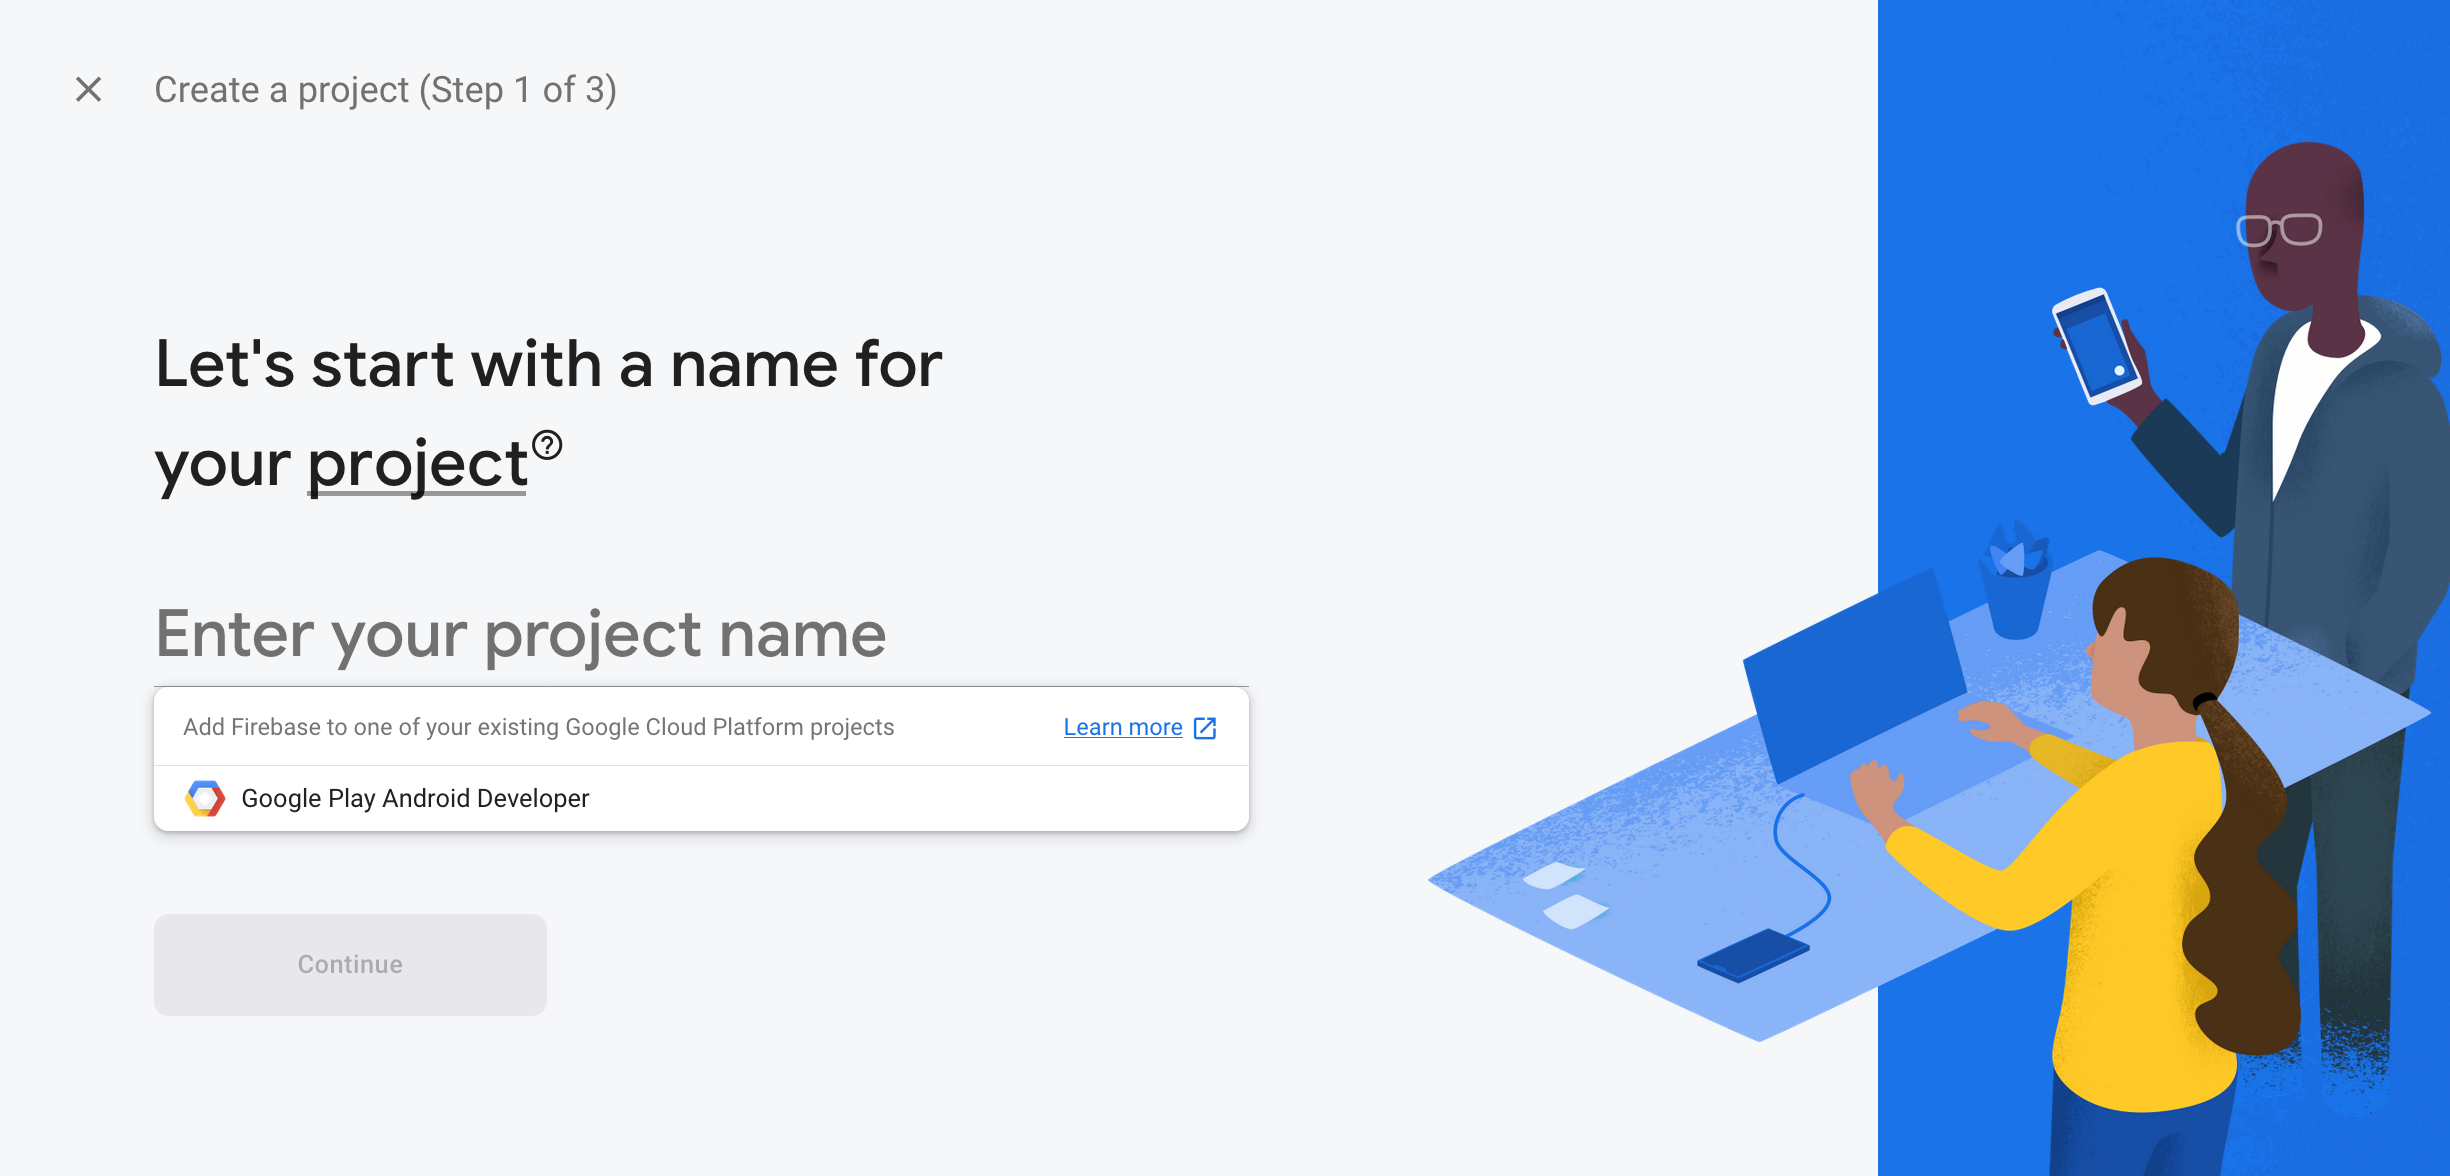 Create a project (Step 1 of 3)
Let's start with a name for
your project
Enter your project name
Add Firebase to one of your existing Google Cloud Platform projects Learn more
Google Play Android Developer
Continue